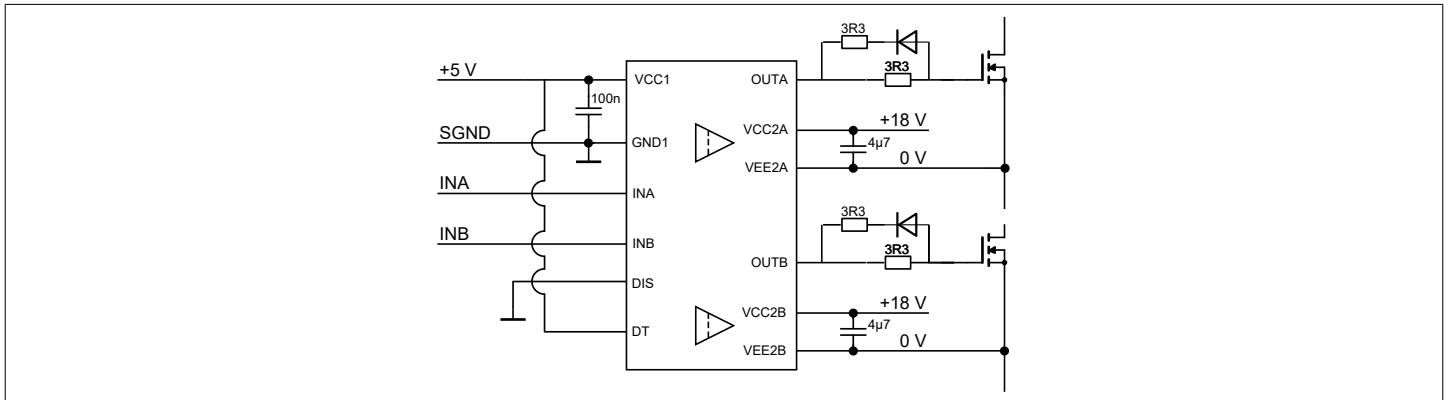 +5 V
SGND
INA
INB
100n
VCC1
GND1
INA
INB
DIS
DT
OUTA
VCC2A
VEE2A
OUTB
VCC2B
VEE2B
3R3
3R3
+18 V
4µ7
0 V
3R3
3R3
+18 V
4µ7
0 V